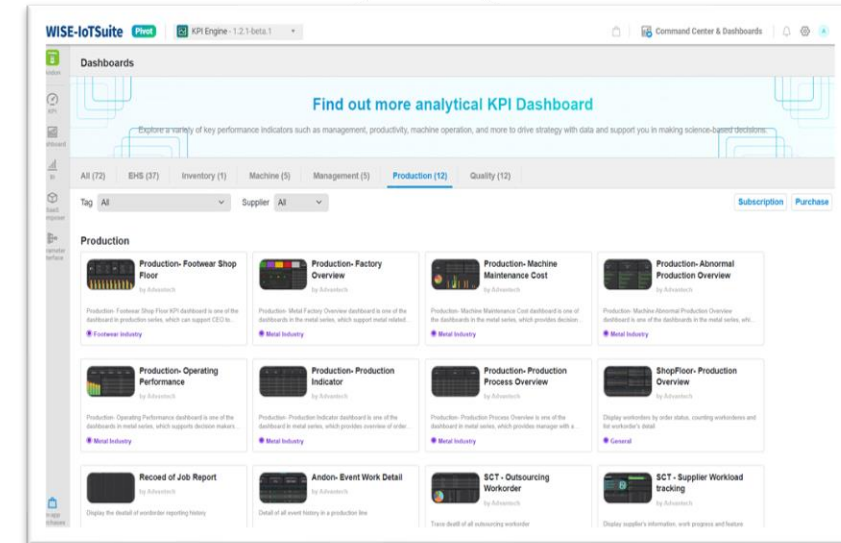 WISE-IoTSuite Pivot KPI Engine - 1.2.1-beta.1 Command Center & Dashboards
Dashboards
Find out more analytical KPI Dashboard
Explore a variety of key performance indicators such as management, productivity, machine operation, and more to drive strategy with data and support you in making science-based decisions.
KPI
All (72) EHS (37) Inventory (1) Machine (5) Management (5) Production (12) Quality (12)
Tag All Supplier All Subscription Purchase
Production
Production- Footwear Shop Floor
by Advantech
Production- Footwear Shop Floor KPI dashboard is one of the dashboard in production series, which can support CEO to...
Footwear Industry
Production- Factory Overview
by Advantech
Production- Metal Factory Overview dashboard is one of the dashboards in the metal series, which support metal related...
Metal Industry
Production- Machine Maintenance Cost
by Advantech
Production- Machine Maintenance Cost dashboard is one of the dashboards in the metal series, which provides decision...
Metal Industry
Production- Abnormal Production Overview
by Advantech
Production- Machine Abnormal Production Overview dashboard is one of the dashboards in the metal series, whi...
Metal Industry
Production- Operating Performance
by Advantech
Production- Operating Performance dashboard is one of the dashboards in metal series, which supports decision makers...
Metal Industry
Production- Production Indicator
by Advantech
Production- Production Indicator dashboard is one of the dashboards in metal series, which provides overview of order...
Metal Industry
Production- Production Process Overview
by Advantech
Production- Production Process Overview is one of the dashboard in metal series, which provides manager with a...
Metal Industry
ShopFloor- Production Overview
by Advantech
Display workorders by order status, counting workorderes and list workorder's detail
General
Recoed of Job Report
by Advantech
Display the deatail of wordorder reporting history
Andon- Event Work Detail
by Advantech
Detail of all event history in a production line
SCT - Outsourcing Workorder
by Advantech
Trace deatil of all outsourcing workorder
SCT - Supplier Workload tracking
by Advantech
Display supplier's information, work progress and feature